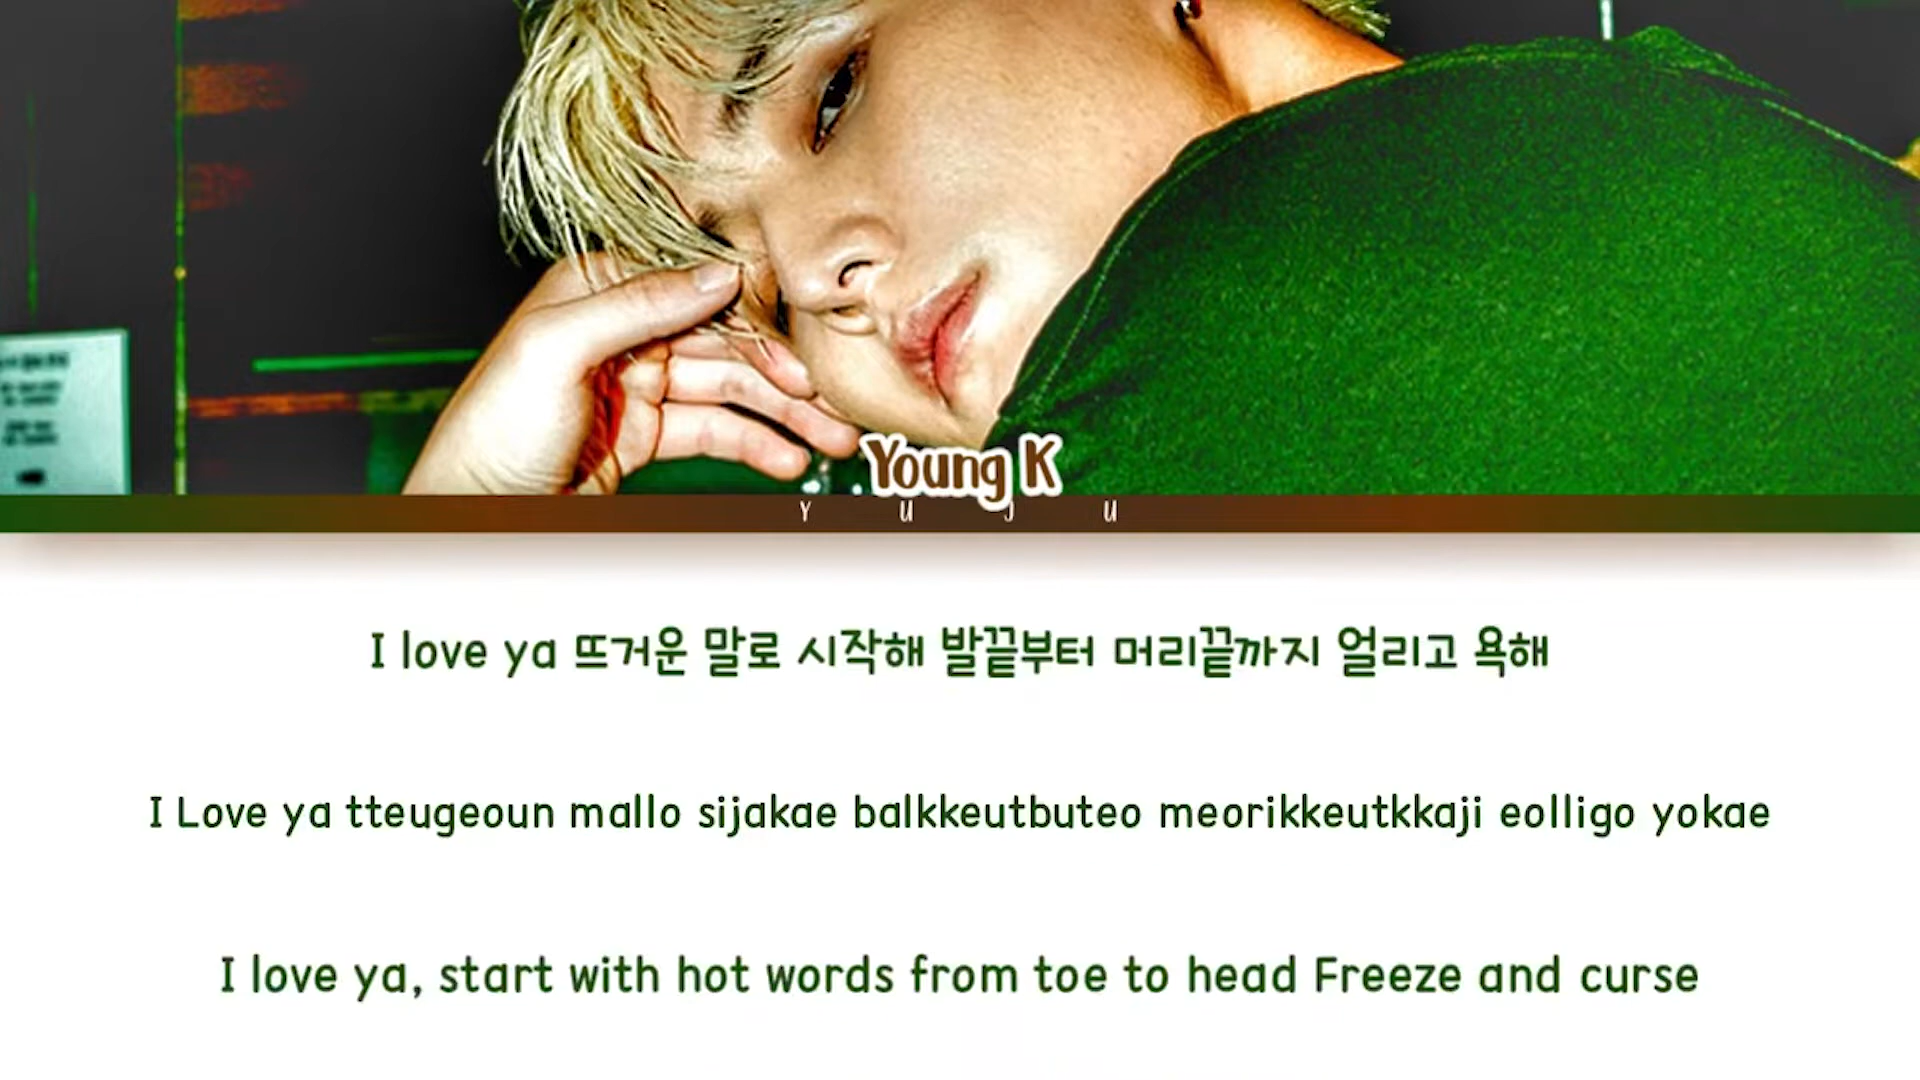 Young K
Y U J U
I love ya 뜨거운 말로 시작해 발끝부터 머리끝까지 얼리고 욕해
I Love ya tteugeoun mallo sijakae balkkeutbuteo meorikkeutkkaji eolligo yokae
I love ya, start with hot words from toe to head Freeze and curse